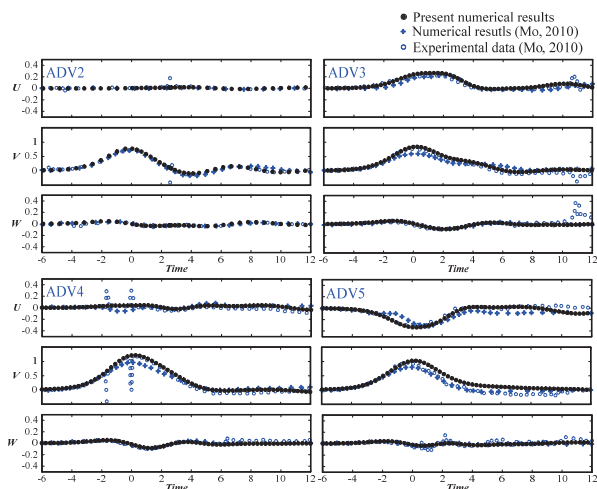 Present numerical results
Numerical resutls (Mo, 2010)
Experimental data (Mo, 2010)
ADV2
ADV3
0.4
0.2
U 0
-0.2
-0.4
1
V 0.5
0
0.4
0.2
W 0
-0.2
-0.4
-6 -4 -2 0 2 4 6 8 10 12
-6 -4 -2 0 2 4 6 8 10 12
Time
Time
ADV4
ADV5
0.4
0.2
U 0
-0.2
-0.4
1
V 0.5
0
0.4
0.2
W 0
-0.2
-0.4
-6 -4 -2 0 2 4 6 8 10 12
-6 -4 -2 0 2 4 6 8 10 12
Time
Time